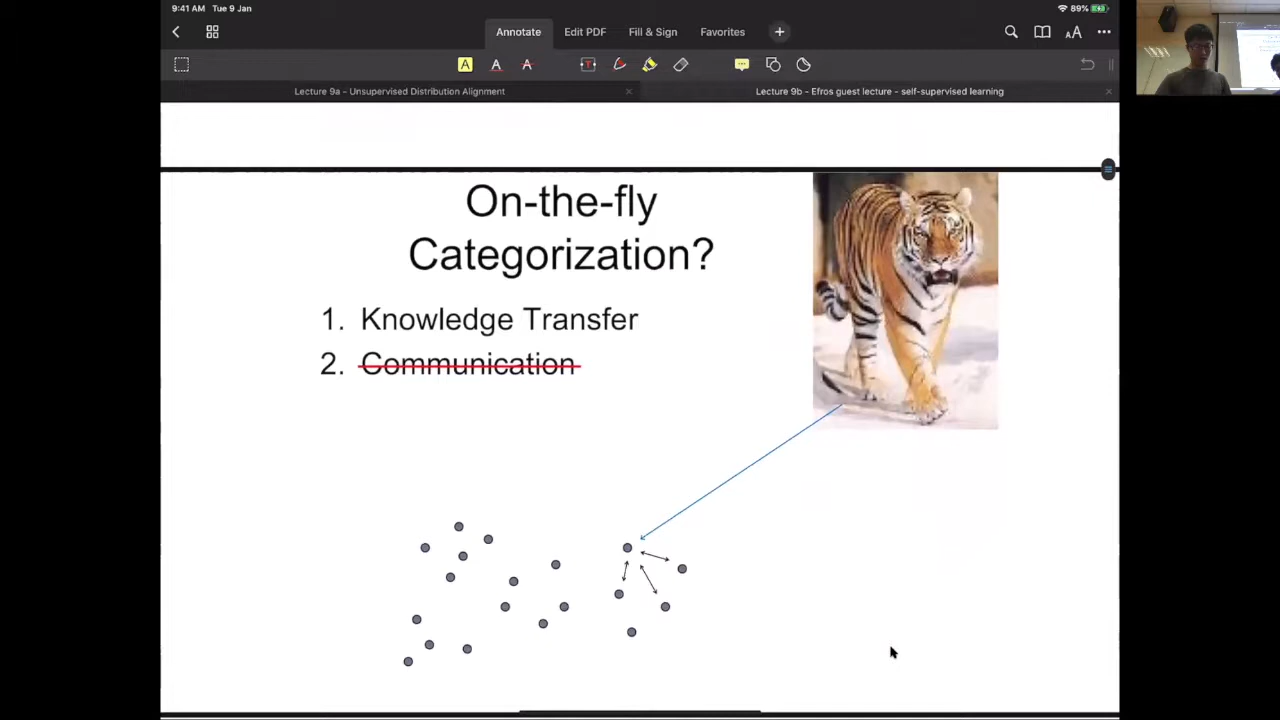 9:41 AM Tue 9 Jan
89%
Annotate Edit PDF Fill & Sign Favorites
AA
A A A T
Lecture 9a - Unsupervised Distribution Alignment
Lecture 9b - Efros guest lecture - self-supervised learning
On-the-fly
Categorization?
1. Knowledge Transfer
2. Communication